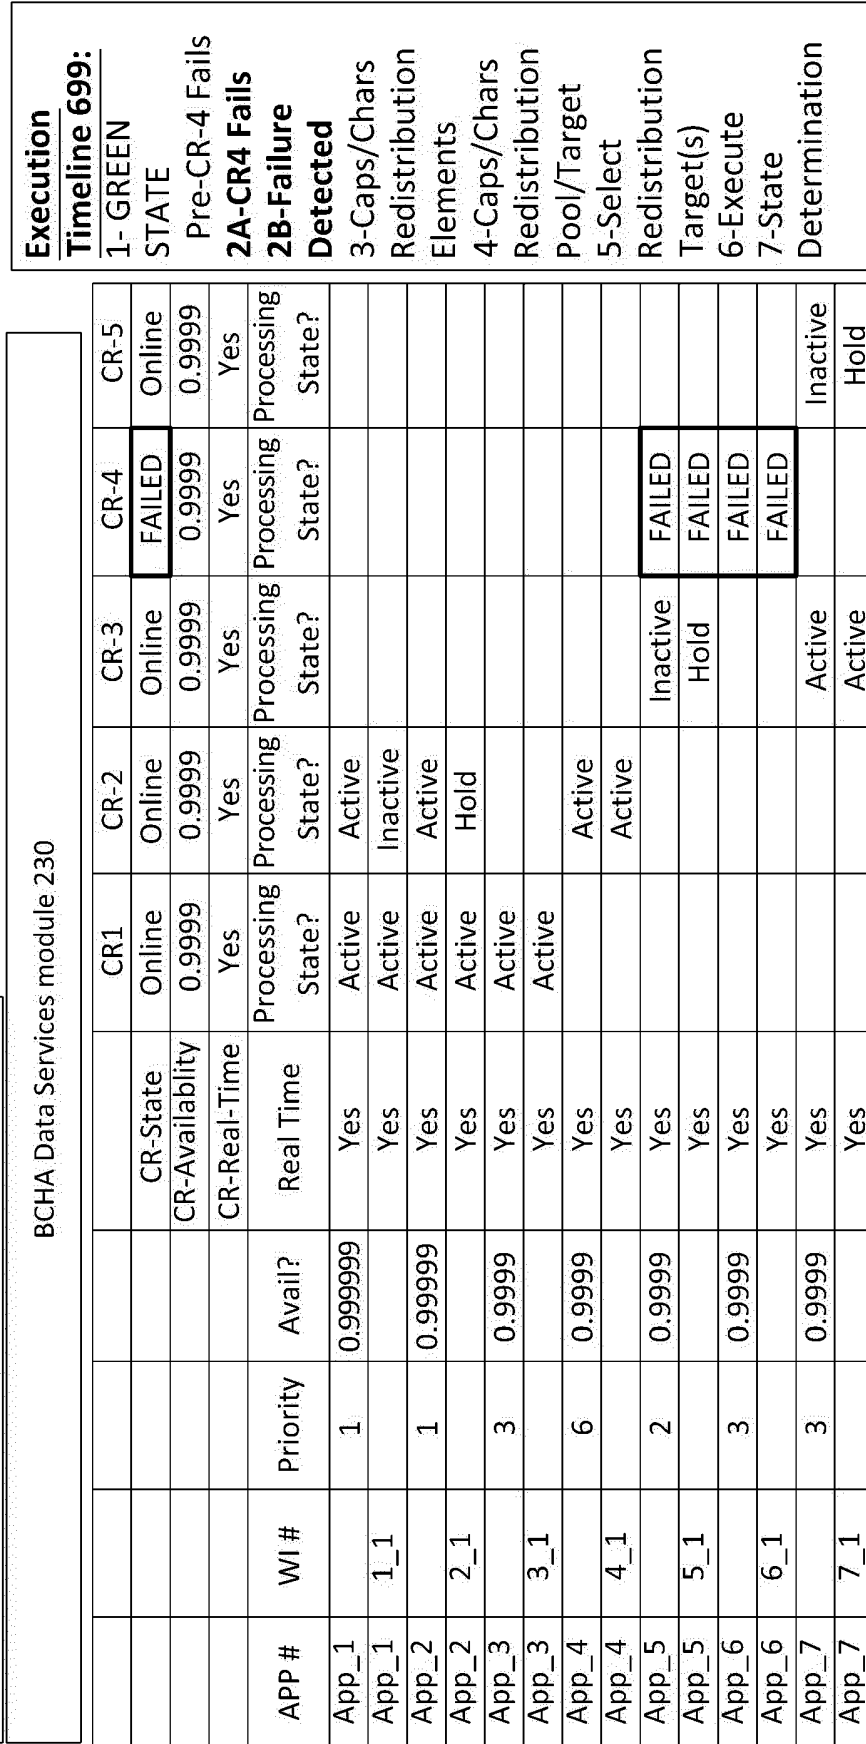 BCHA Data Services module 230
CR1 CR-2 CR-3 CR-4 CR-5
CR-State Online Online Online FAILED Online
CR-Availablity 0.9999 0.9999 0.9999 0.9999 0.9999
CR-Real-Time Yes Yes Yes Yes Yes
APP # WI # Priority Avail? Real Time Processing State? Processing State? Processing State? Processing State? Processing State?
App_1 1 0.999999 Yes Active Active
App_1 1_1 Yes Active Inactive
App_2 1 0.99999 Yes Active Active
App_2 2_1 Yes Active Hold
App_3 3 0.9999 Yes Active
App_3 3_1 Yes Active
App_4 6 0.9999 Yes Active
App_4 4_1 Yes Active
App_5 2 0.9999 Yes Inactive FAILED
App_5 5_1 Yes Hold FAILED
App_6 3 0.9999 Yes FAILED
App_6 6_1 Yes FAILED
App_7 3 0.9999 Yes Active Inactive
App_7 7_1 Yes Active Hold
Execution
Timeline 699:
1- GREEN
STATE
Pre-CR-4 Fails
2A-CR4 Fails
2B-Failure
Detected
3-Caps/Chars
Redistribution
Elements
4-Caps/Chars
Redistribution
Pool/Target
5-Select
Redistribution
Target(s)
6-Execute
7-State
Determination